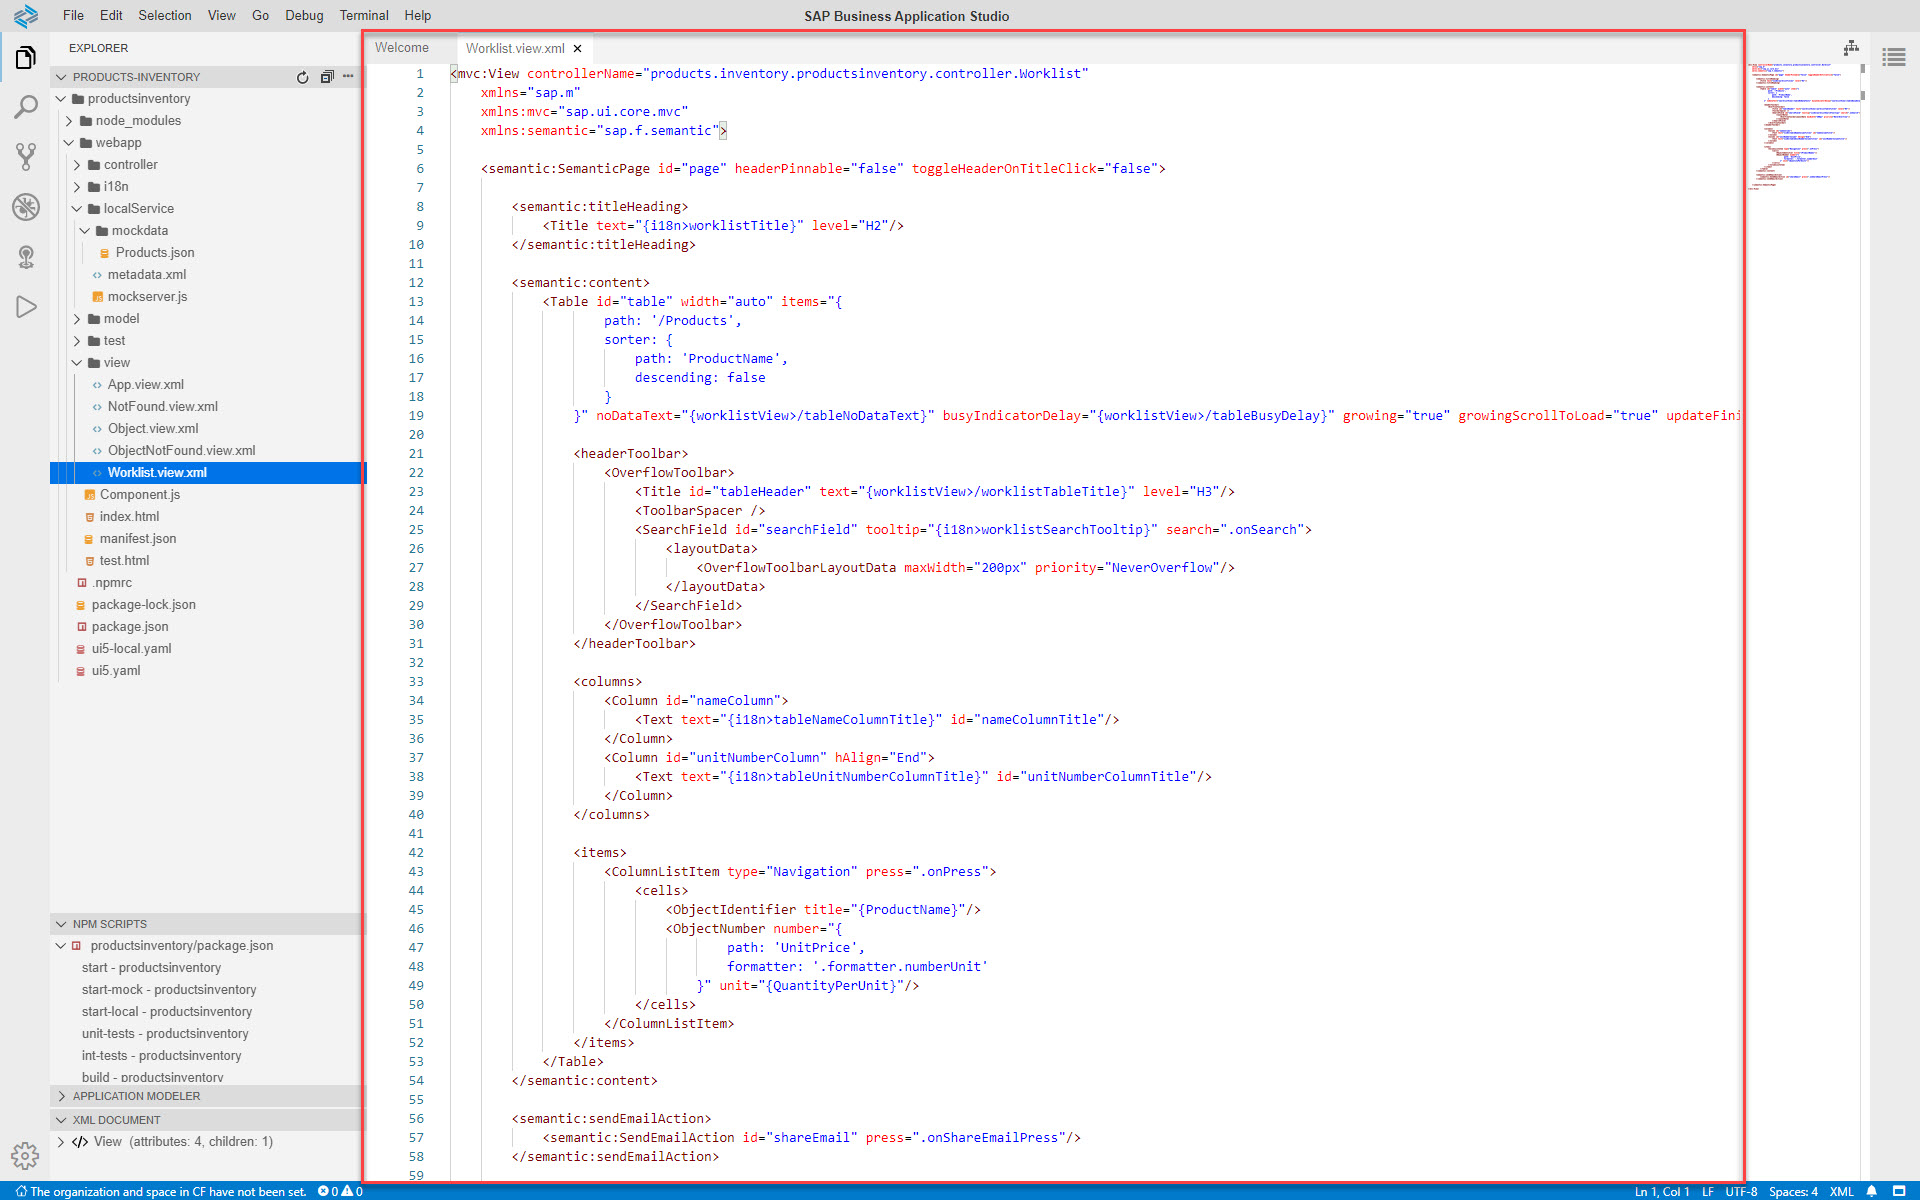 File Edit Selection View Go Debug Terminal Help
SAP Business Application Studio
EXPLORER
PRODUCTS-INVENTORY
productsinventory
node_modules
webapp
controller
i18n
localService
mockdata
Products.json
metadata.xml
mockserver.js
model
test
view
App.view.xml
NotFound.view.xml
Object.view.xml
ObjectNotFound.view.xml
Worklist.view.xml
Component.js
index.html
manifest.json
test.html
.npmrc
package-lock.json
package.json
ui5-local.yaml
ui5.yaml
NPM SCRIPTS
productsinventory/package.json
start - productsinventory
start-mock - productsinventory
start-local - productsinventory
unit-tests - productsinventory
int-tests - productsinventory
build - productsinventory
APPLICATION MODELER
XML DOCUMENT
View (attributes: 4, children: 1)
Welcome Worklist.view.xml
1 <mvc:View controllerName="products.inventory.productsinventory.controller.Worklist"
2 xmlns="sap.m"
3 xmlns:mvc="sap.ui.core.mvc"
4 xmlns:semantic="sap.f.semantic">
5
6 <semantic:SemanticPage id="page" headerPinnable="false" toggleHeaderOnTitleClick="false">
7
8 <semantic:titleHeading>
9 <Title text="{i18n>worklistTitle}" level="H2"/>
10 </semantic:titleHeading>
11
12 <semantic:content>
13 <Table id="table" width="auto" items="{
14 path: '/Products',
15 sorter: {
16 path: 'ProductName',
17 descending: false
18 }
19 }" noDataText="{worklistView>/tableNoDataText}" busyIndicatorDelay="{worklistView>/tableBusyDelay}" growing="true" growingScrollToLoad="true" updateFini
20
21 <headerToolbar>
22 <OverflowToolbar>
23 <Title id="tableHeader" text="{worklistView>/worklistTableTitle}" level="H3"/>
24 <ToolbarSpacer />
25 <SearchField id="searchField" tooltip="{i18n>worklistSearchTooltip}" search=".onSearch">
26 <layoutData>
27 <OverflowToolbarLayoutData maxWidth="200px" priority="NeverOverflow"/>
28 </layoutData>
29 </SearchField>
30 </OverflowToolbar>
31 </headerToolbar>
32
33 <columns>
34 <Column id="nameColumn">
35 <Text text="{i18n>tableNameColumnTitle}" id="nameColumnTitle"/>
36 </Column>
37 <Column id="unitNumberColumn" hAlign="End">
38 <Text text="{i18n>tableUnitNumberColumnTitle}" id="unitNumberColumnTitle"/>
39 </Column>
40 </columns>
41
42 <items>
43 <ColumnListItem type="Navigation" press=".onPress">
44 <cells>
45 <ObjectIdentifier title="{ProductName}"/>
46 <ObjectNumber number="{
47 path: 'UnitPrice',
48 formatter: '.formatter.numberUnit'
49 }" unit="{QuantityPerUnit}"/>
50 </cells>
51 </ColumnListItem>
52 </items>
53 </Table>
54 </semantic:content>
55
56 <semantic:sendEmailAction>
57 <semantic:SendEmailAction id="shareEmail" press=".onShareEmailPress"/>
58 </semantic:sendEmailAction>
59
The organization and space in CF have not been set. 0 0
Ln 1, Col 1 LF UTF-8 Spaces: 4 XML